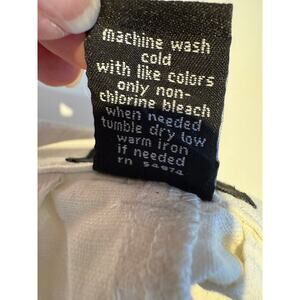 machine wash
cold
with like colors
only non-
chlorine bleach
when needed
tumble dry low
warm iron
if needed
rn 54874